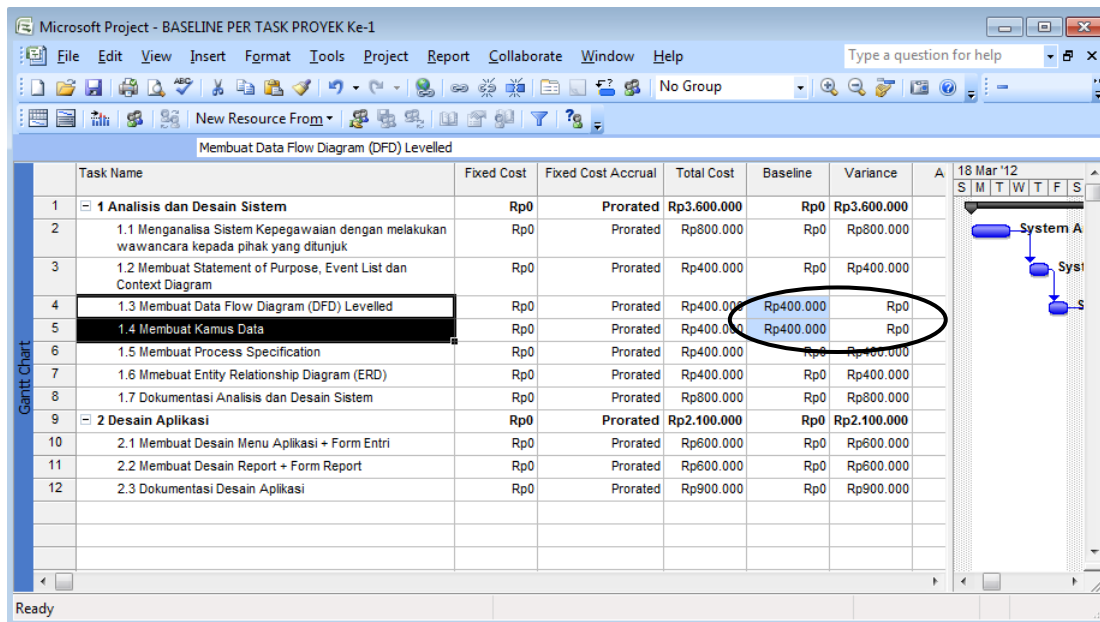 Microsoft Project - BASELINE PER TASK PROYEK Ke-1
File Edit View Insert Format Tools Project Report Collaborate Window Help Type a question for help
No Group
New Resource From
Membuat Data Flow Diagram (DFD) Levelled
Task Name Fixed Cost Fixed Cost Accrual Total Cost Baseline Variance A 18 Mar '12
S M T W T F S
1 1 Analisis dan Desain Sistem Rp0 Prorated Rp3.600.000 Rp0 Rp3.600.000
2 1.1 Menganalisa Sistem Kepegawaian dengan melakukan Rp0 Prorated Rp800.000 Rp0 Rp800.000 System A
wawancara kepada pihak yang ditunjuk
3 1.2 Membuat Statement of Purpose, Event List dan Rp0 Prorated Rp400.000 Rp0 Rp400.000 Syst
Context Diagram
4 1.3 Membuat Data Flow Diagram (DFD) Levelled Rp0 Prorated Rp400.000 Rp400.000 Rp0 S
5 1.4 Membuat Kamus Data Rp0 Prorated Rp400.000 Rp400.000 Rp0
6 1.5 Membuat Process Specification Rp0 Prorated Rp400.000 Rp0 Rp400.000
7 1.6 Mmebuat Entity Relationship Diagram (ERD) Rp0 Prorated Rp400.000 Rp0 Rp400.000
8 1.7 Dokumentasi Analisis dan Desain Sistem Rp0 Prorated Rp800.000 Rp0 Rp800.000
9 2 Desain Aplikasi Rp0 Prorated Rp2.100.000 Rp0 Rp2.100.000
10 2.1 Membuat Desain Menu Aplikasi + Form Entri Rp0 Prorated Rp600.000 Rp0 Rp600.000
11 2.2 Membuat Desain Report + Form Report Rp0 Prorated Rp600.000 Rp0 Rp600.000
12 2.3 Dokumentasi Desain Aplikasi Rp0 Prorated Rp900.000 Rp0 Rp900.000
Gantt Chart
Ready